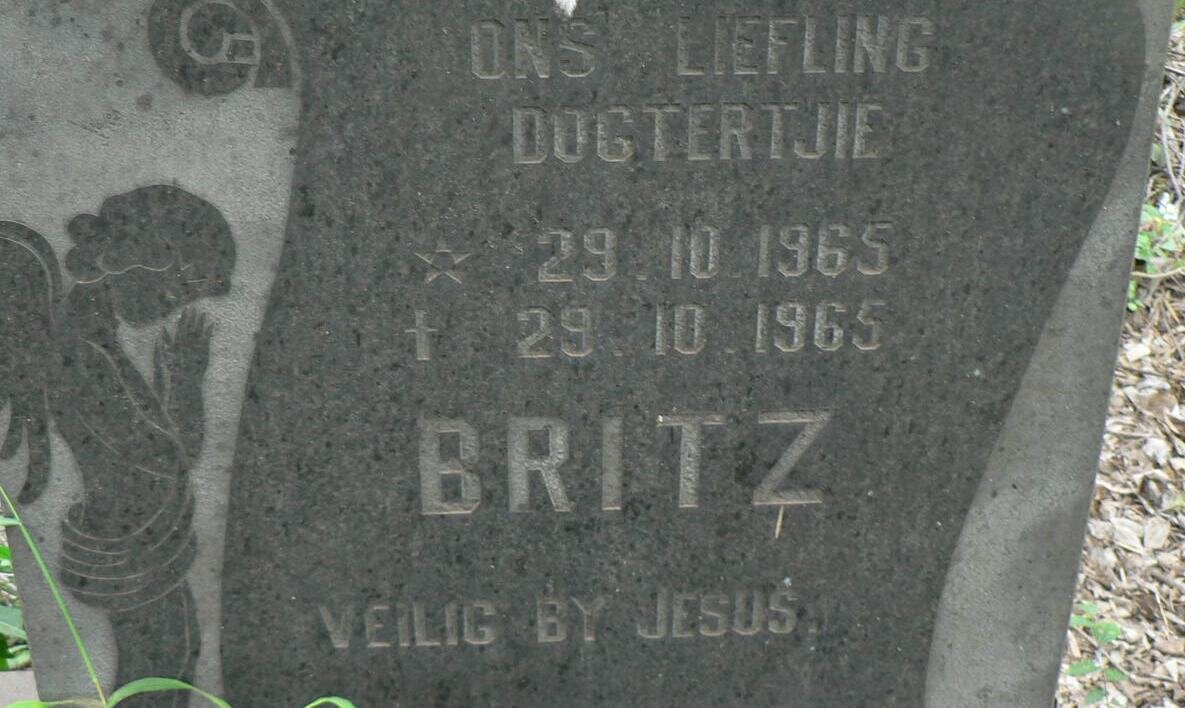 ONS LIEFLING
DOGTERTJIE
☆ 29.10.1965
† 29.10.1965
BRITZ
VEILIG BY JESUS.